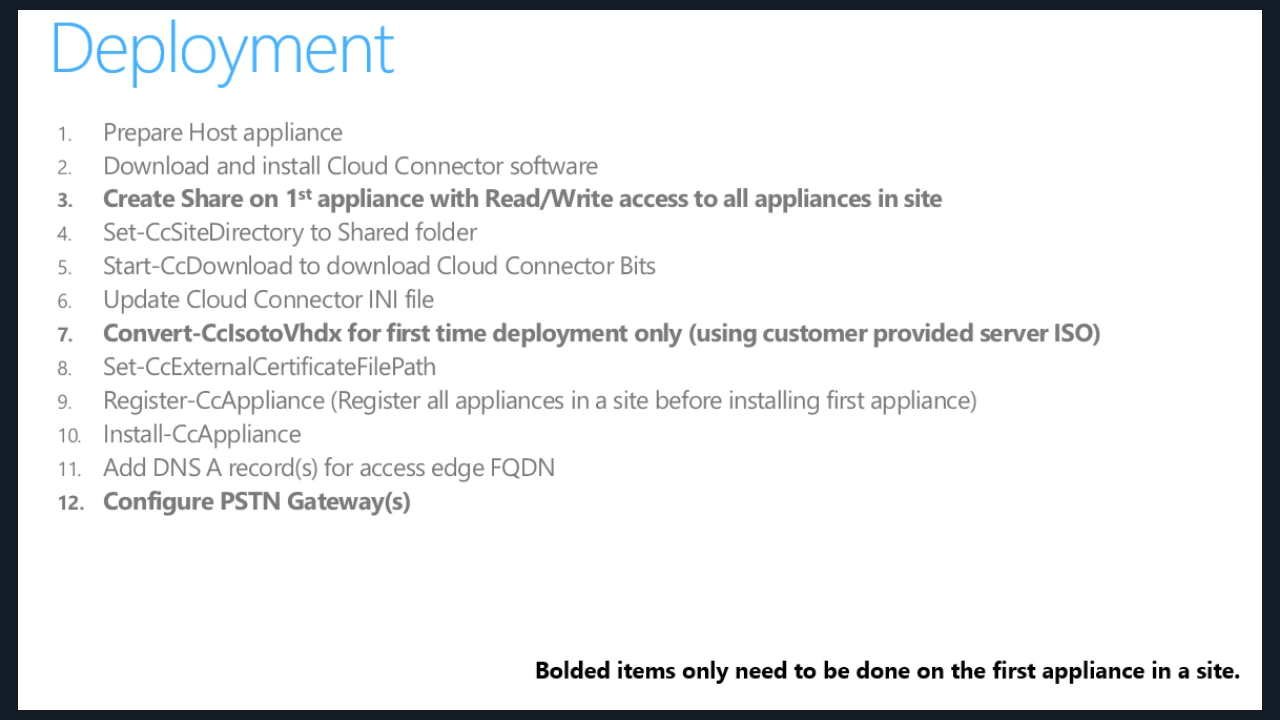 Deployment
1. Prepare Host appliance
2. Download and install Cloud Connector software
3. Create Share on 1st appliance with Read/Write access to all appliances in site
4. Set-CcSiteDirectory to Shared folder
5. Start-CcDownload to download Cloud Connector Bits
6. Update Cloud Connector INI file
7. Convert-CcIsotoVhdx for first time deployment only (using customer provided server ISO)
8. Set-CcExternalCertificateFilePath
9. Register-CcAppliance (Register all appliances in a site before installing first appliance)
10. Install-CcAppliance
11. Add DNS A record(s) for access edge FQDN
12. Configure PSTN Gateway(s)
Bolded items only need to be done on the first appliance in a site.